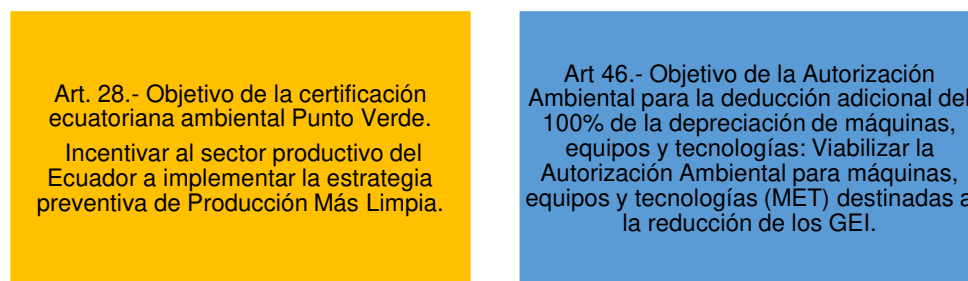 Art. 28.- Objetivo de la certificación
ecuatoriana ambiental Punto Verde.
Incentivar al sector productivo del
Ecuador a implementar la estrategia
preventiva de Producción Más Limpia.
Art 46.- Objetivo de la Autorización
Ambiental para la deducción adicional del
100% de la depreciación de máquinas,
equipos y tecnologías: Viabilizar la
Autorización Ambiental para máquinas,
equipos y tecnologías (MET) destinadas a
la reducción de los GEI.